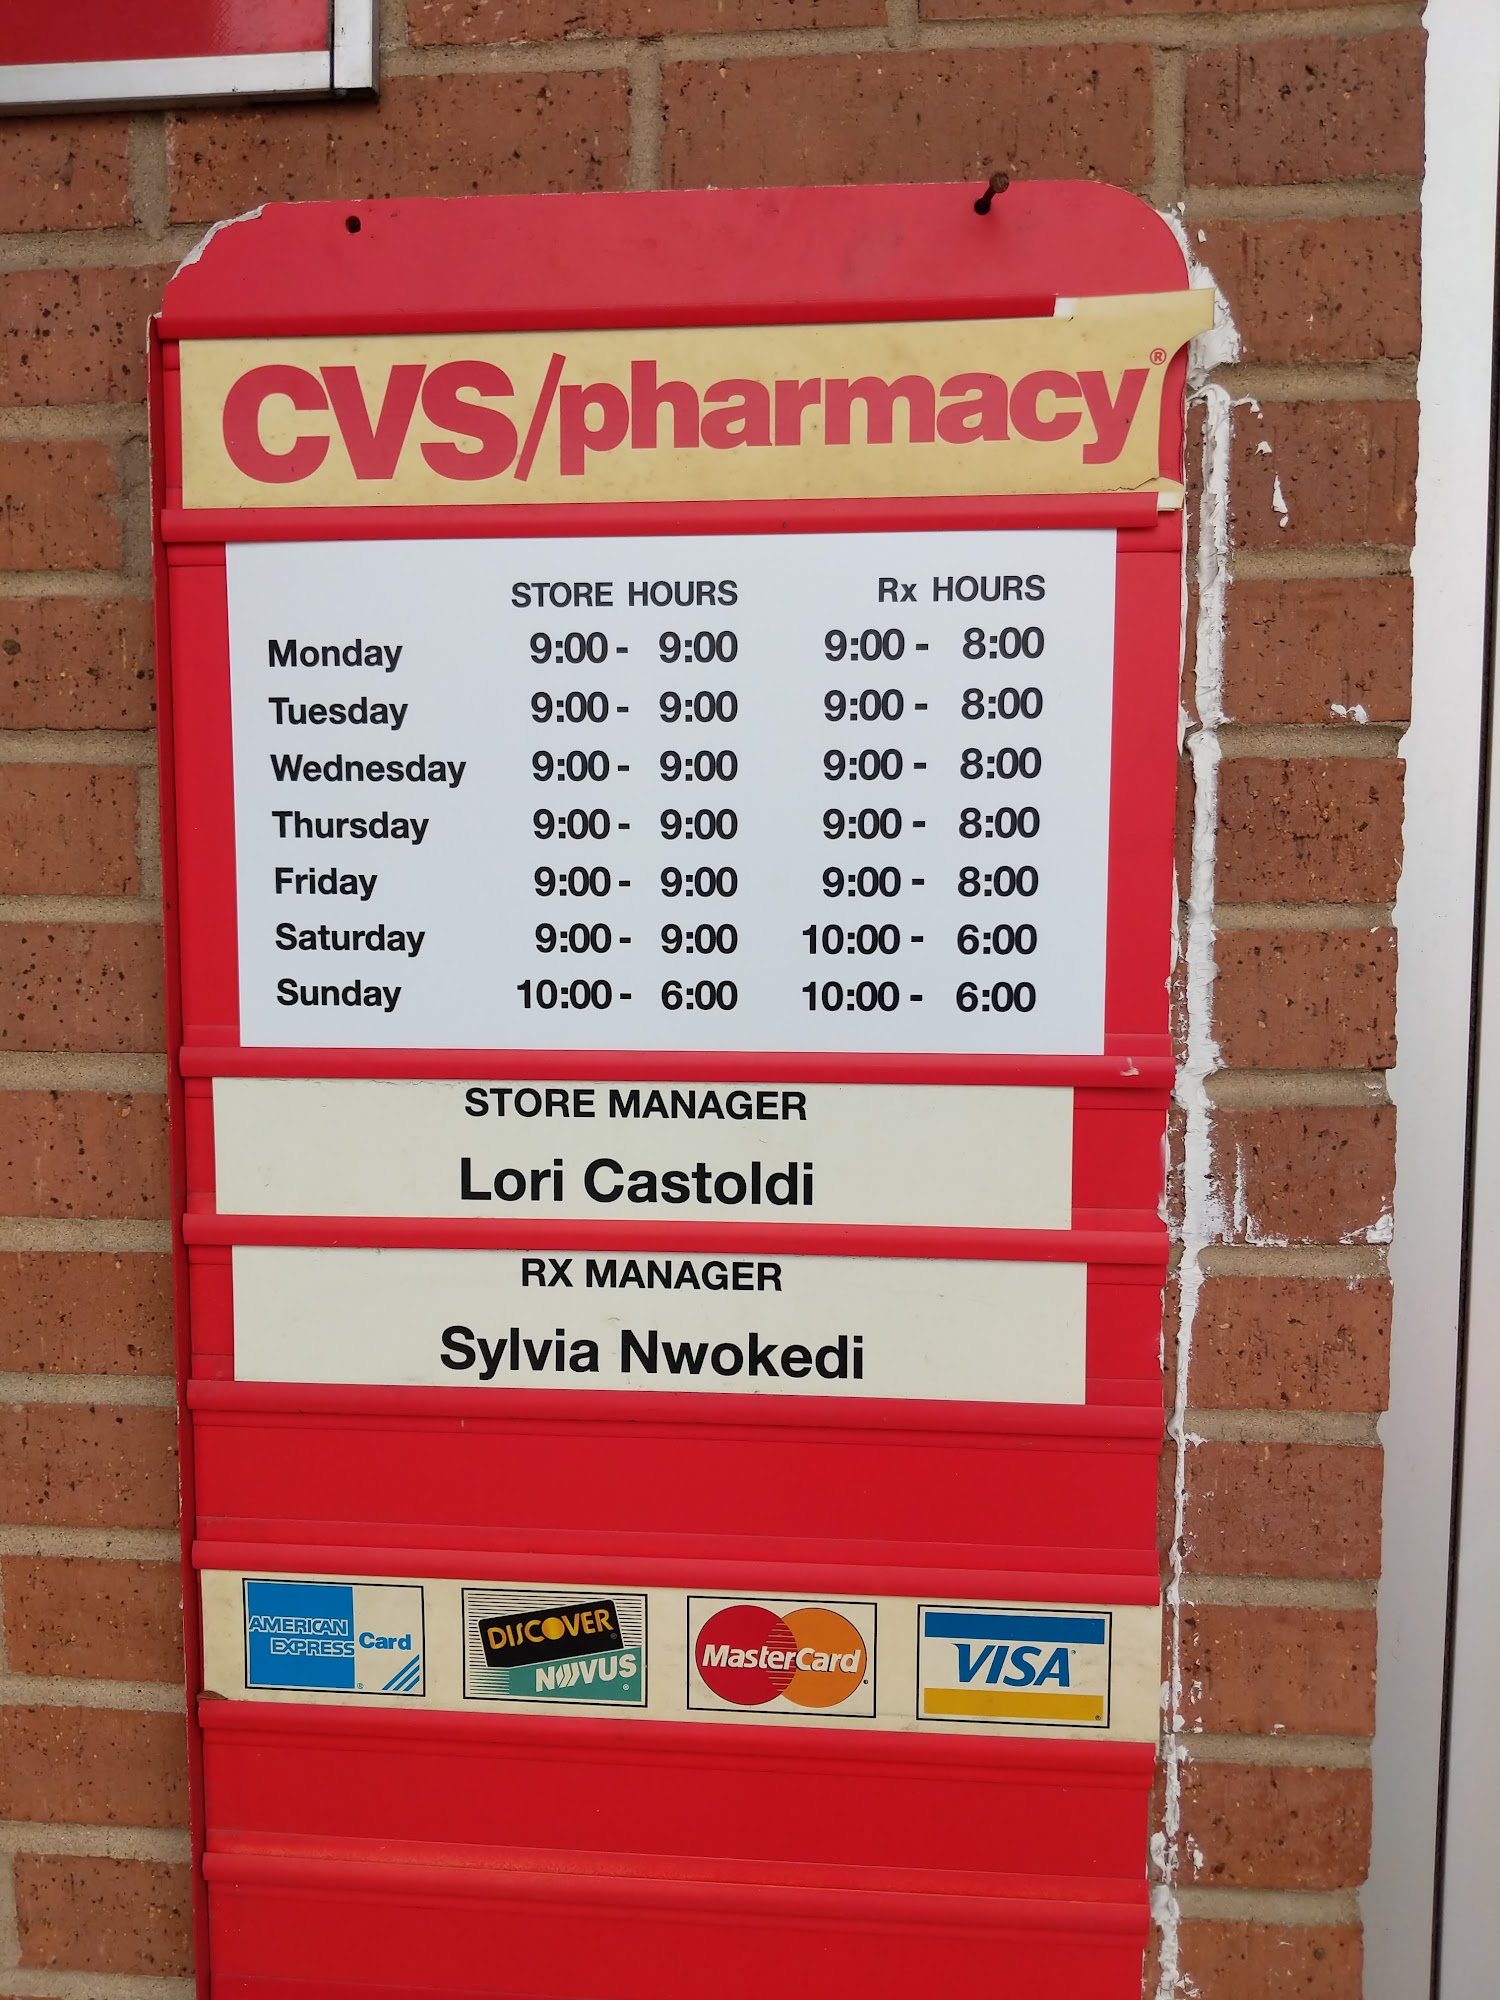 CVS/pharmacy®
STORE HOURS Rx HOURS
Monday 9:00 - 9:00 9:00 - 8:00
Tuesday 9:00 - 9:00 9:00 - 8:00
Wednesday 9:00 - 9:00 9:00 - 8:00
Thursday 9:00 - 9:00 9:00 - 8:00
Friday 9:00 - 9:00 9:00 - 8:00
Saturday 9:00 - 9:00 10:00 - 6:00
Sunday 10:00 - 6:00 10:00 - 6:00
STORE MANAGER
Lori Castoldi
RX MANAGER
Sylvia Nwokedi
AMERICAN EXPRESS Card
DISCOVER
NOVUS
MasterCard
VISA